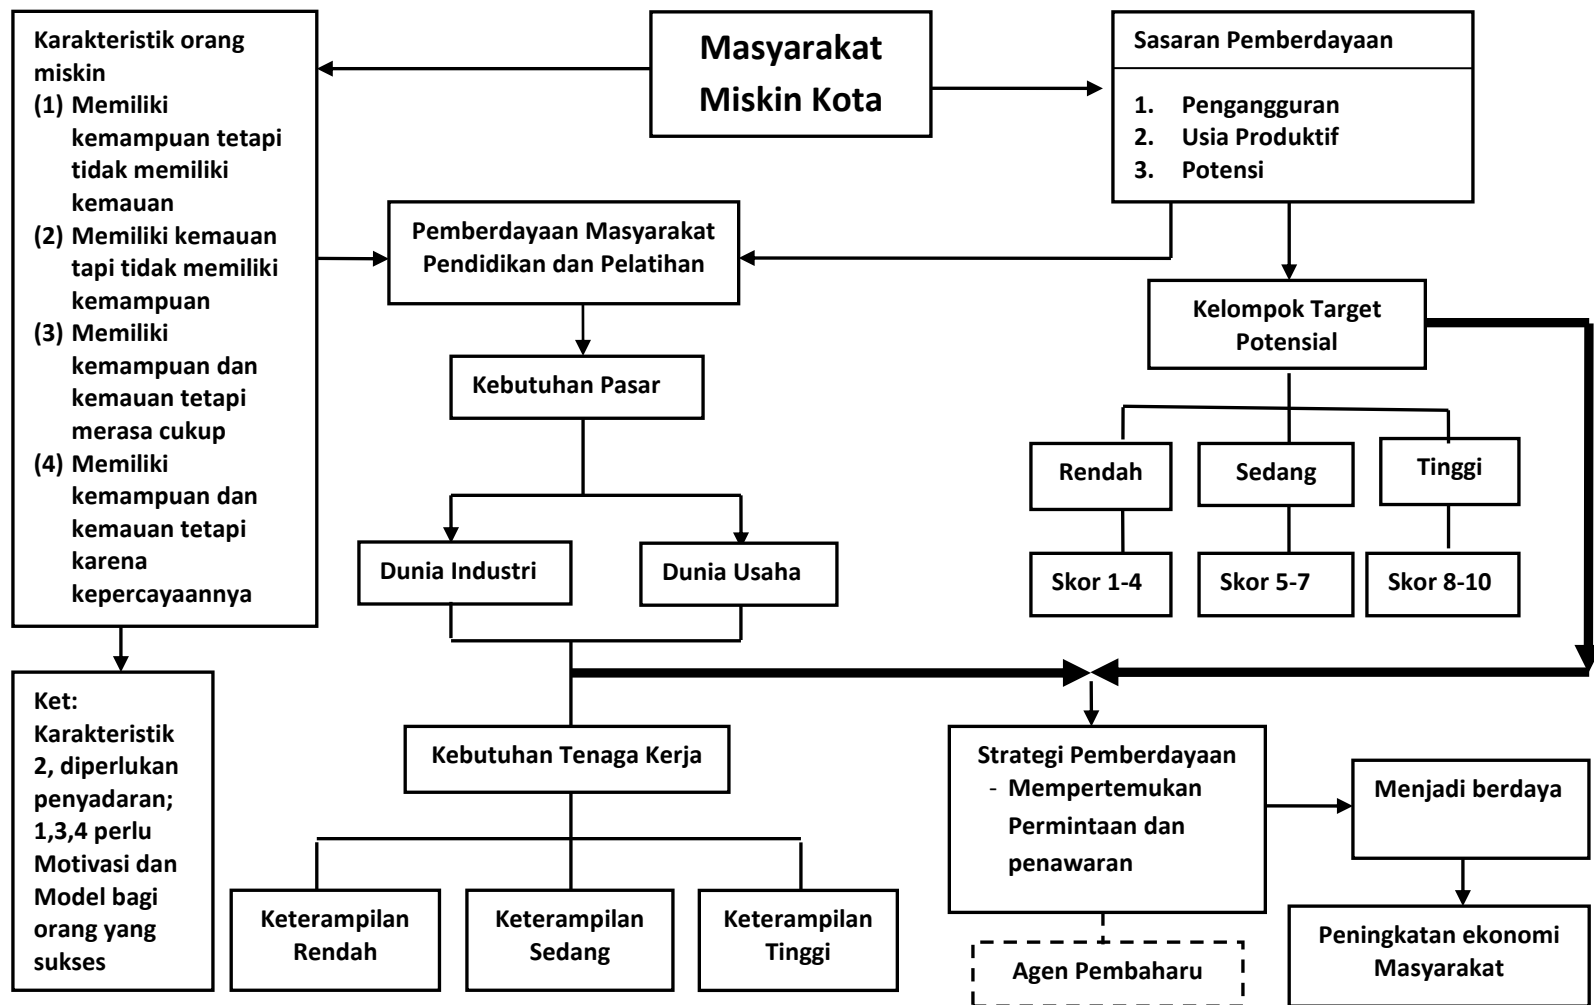 Karakteristik orang
miskin
(1) Memiliki
kemampuan tetapi
tidak memiliki
kemauan
(2) Memiliki kemauan
tapi tidak memiliki
kemampuan
(3) Memiliki
kemampuan dan
kemauan tetapi
merasa cukup
(4) Memiliki
kemampuan dan
kemauan tetapi
karena
kepercayaannya
Masyarakat
Miskin Kota
Sasaran Pemberdayaan
1. Pengangguran
2. Usia Produktif
3. Potensi
Pemberdayaan Masyarakat
Pendidikan dan Pelatihan
Kelompok Target
Potensial
Kebutuhan Pasar
Rendah
Sedang
Tinggi
Dunia Industri
Dunia Usaha
Skor 1-4
Skor 5-7
Skor 8-10
Ket:
Karakteristik
2, diperlukan
penyadaran;
1,3,4 perlu
Motivasi dan
Model bagi
orang yang
sukses
Kebutuhan Tenaga Kerja
Strategi Pemberdayaan
- Mempertemukan
Permintaan dan
penawaran
Menjadi berdaya
Keterampilan
Rendah
Keterampilan
Sedang
Keterampilan
Tinggi
Agen Pembaharu
Peningkatan ekonomi
Masyarakat